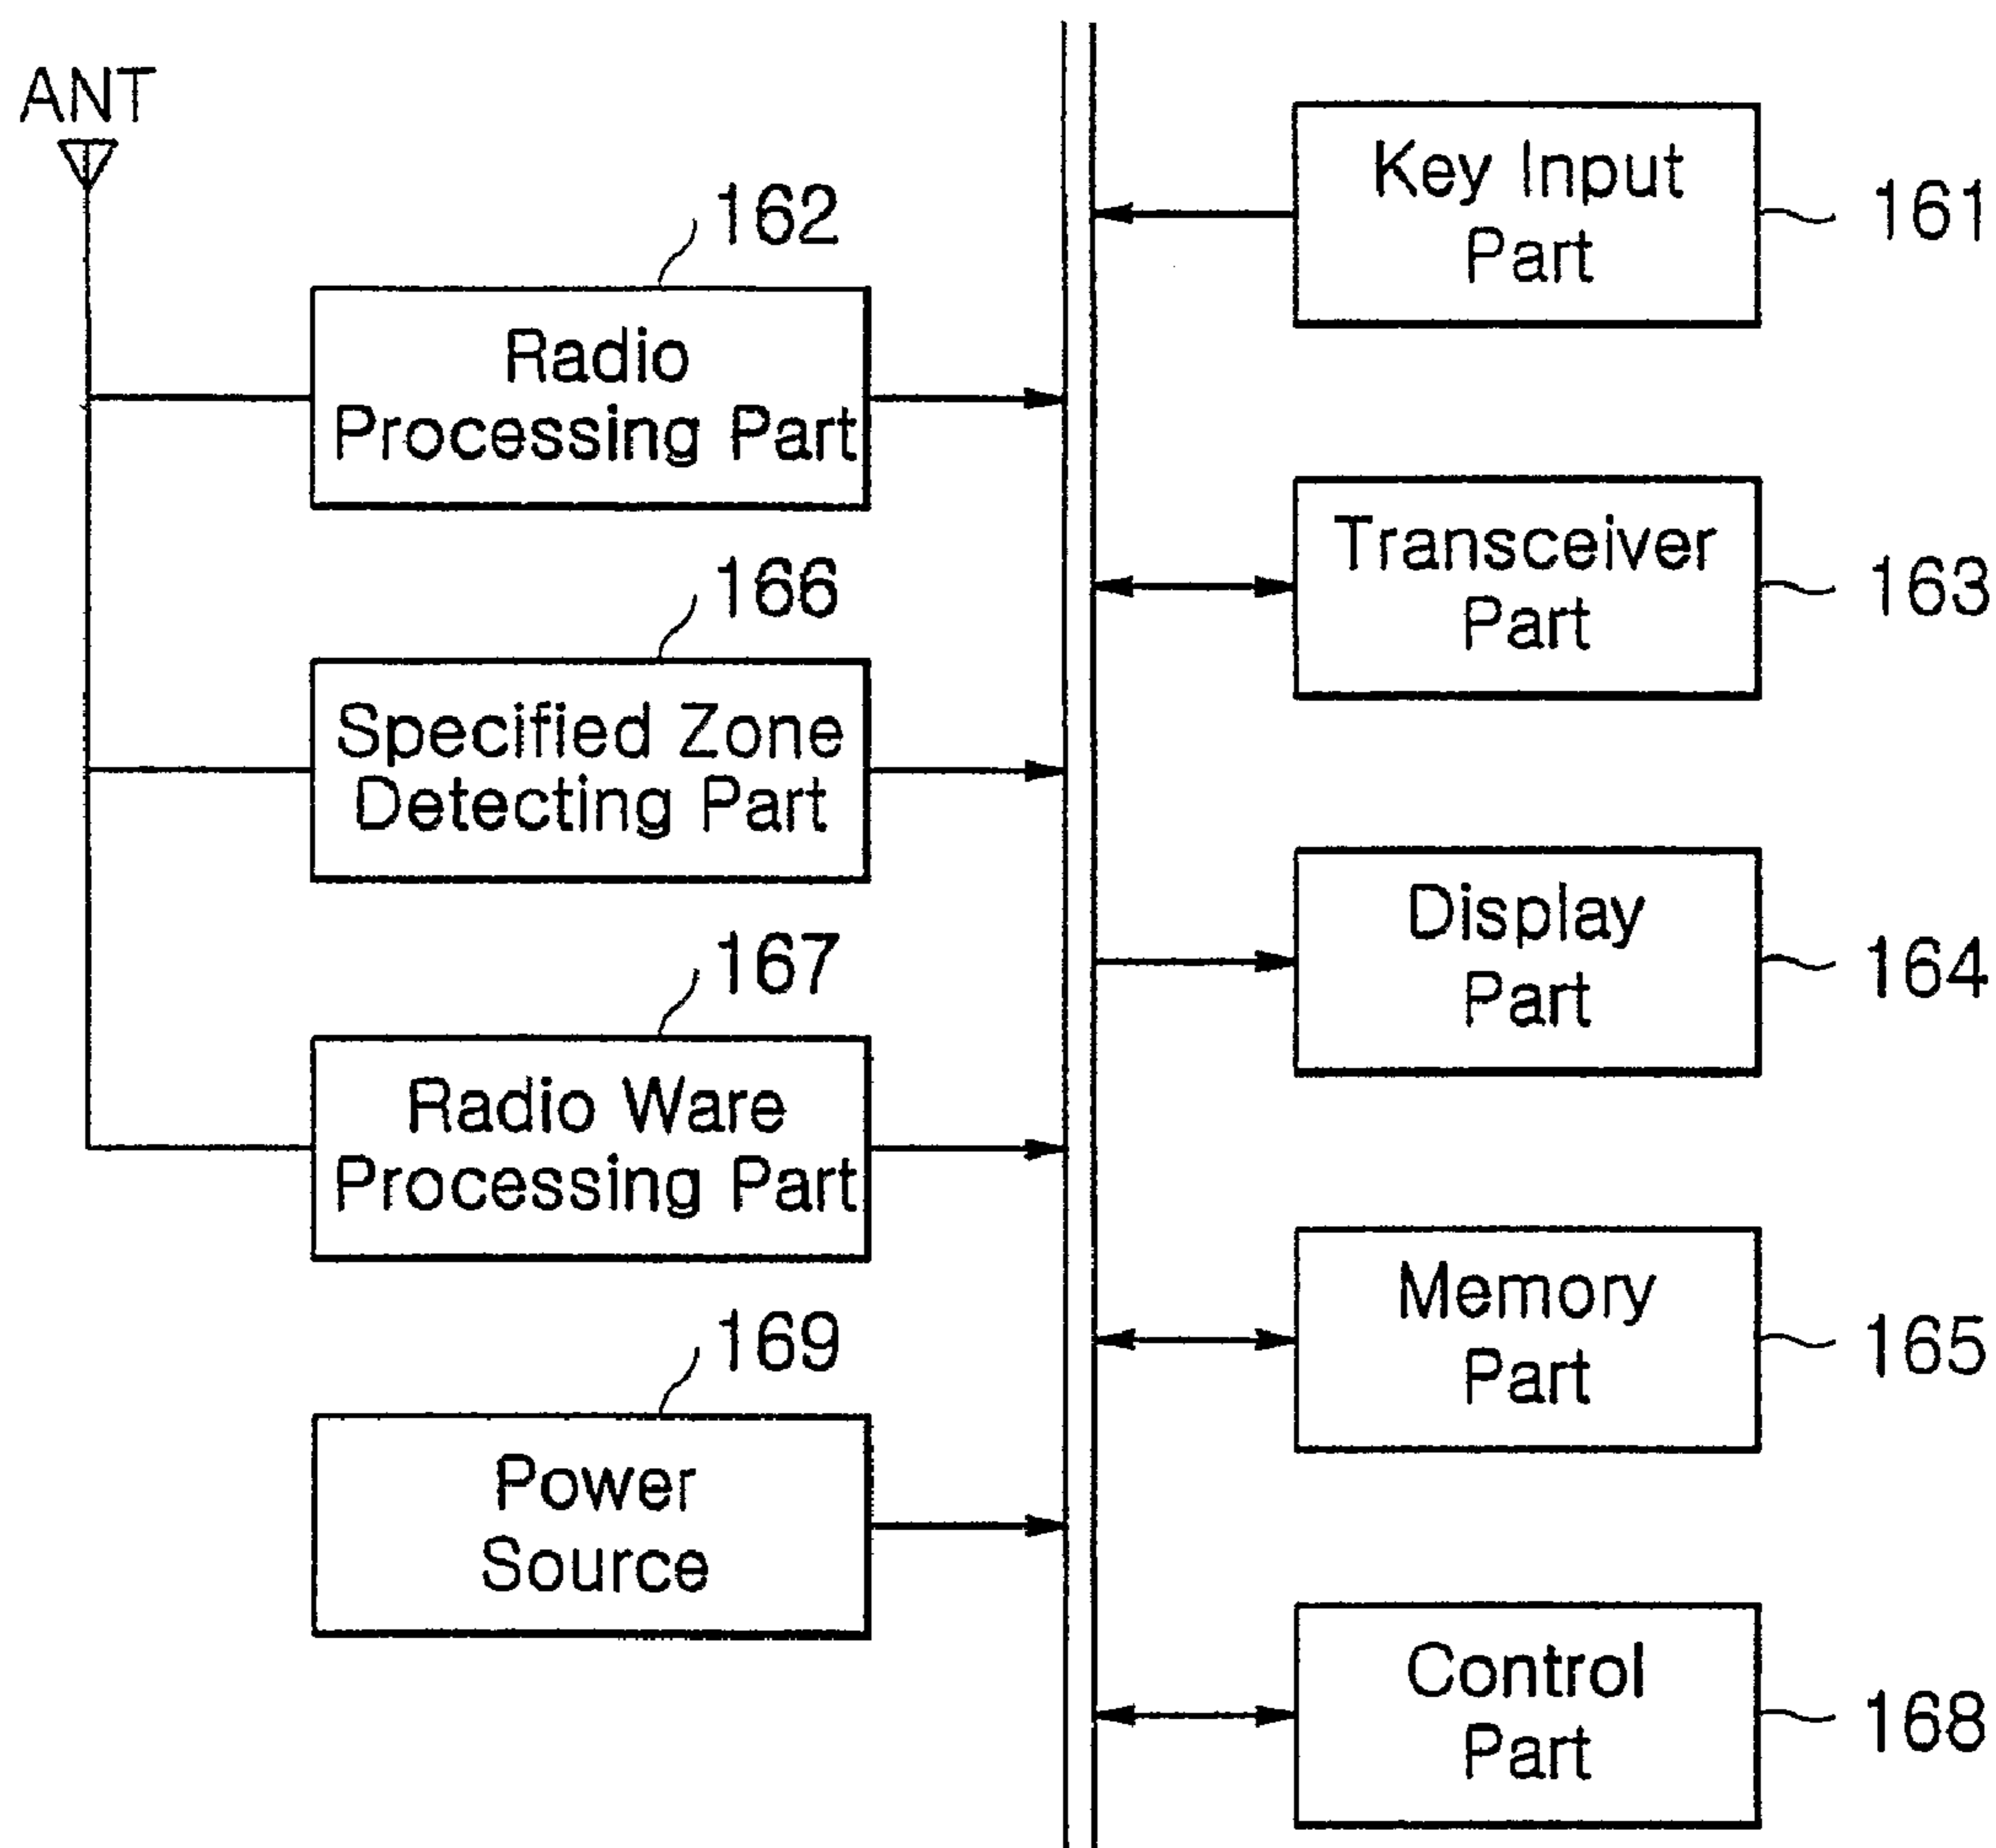 ANT
162
Radio
Processing Part
166
Specified Zone
Detecting Part
167
Radio Ware
Processing Part
169
Power
Source
Key Input
Part
161
Transceiver
Part
163
Display
Part
164
Memory
Part
165
Control
Part
168